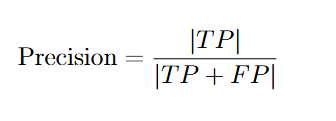 Precision = |TP| / |TP + FP|